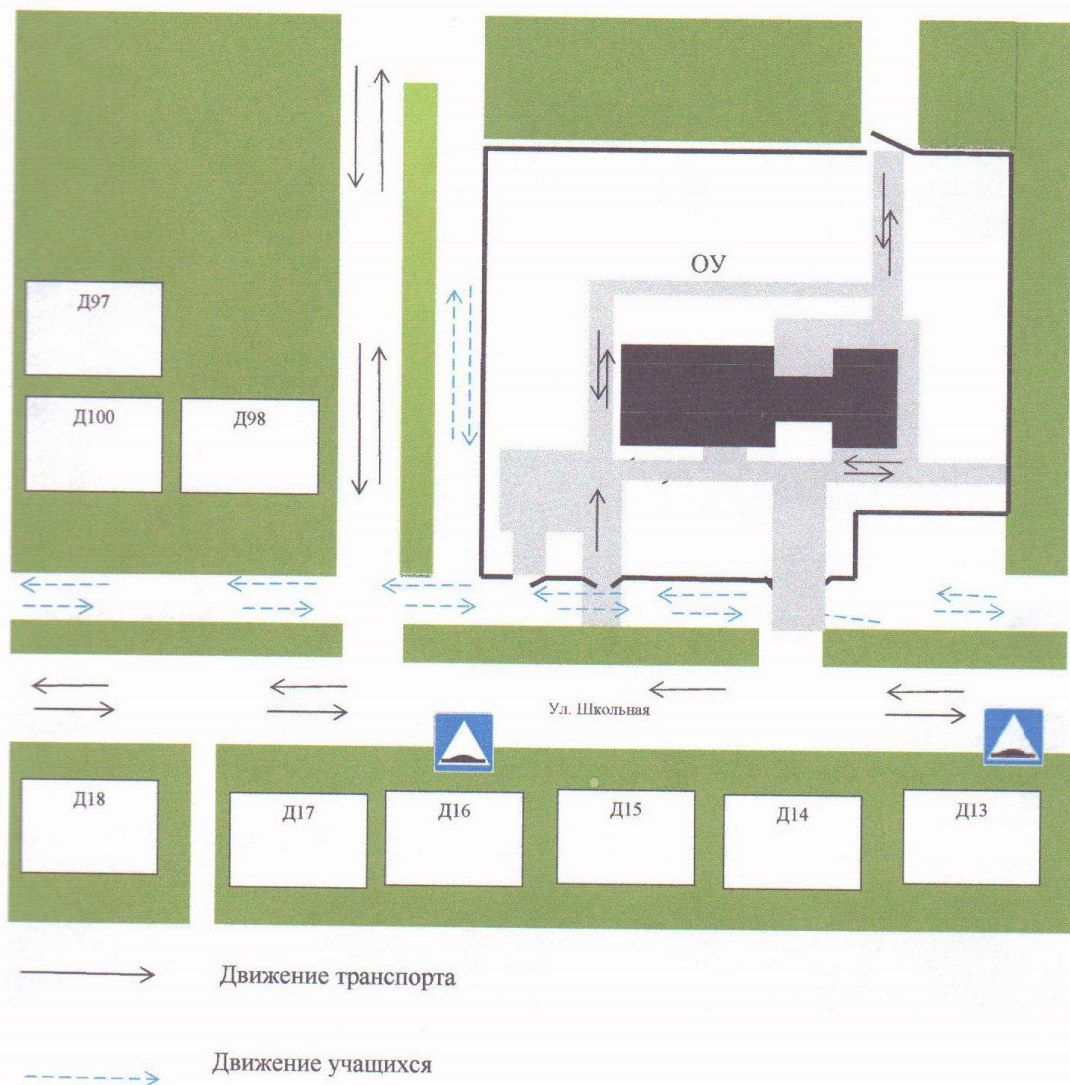 ОУ
Д97
Д100
Д98
Ул. Школьная
Д18
Д17
Д16
Д15
Д14
Д13
Движение транспорта
Движение учащихся